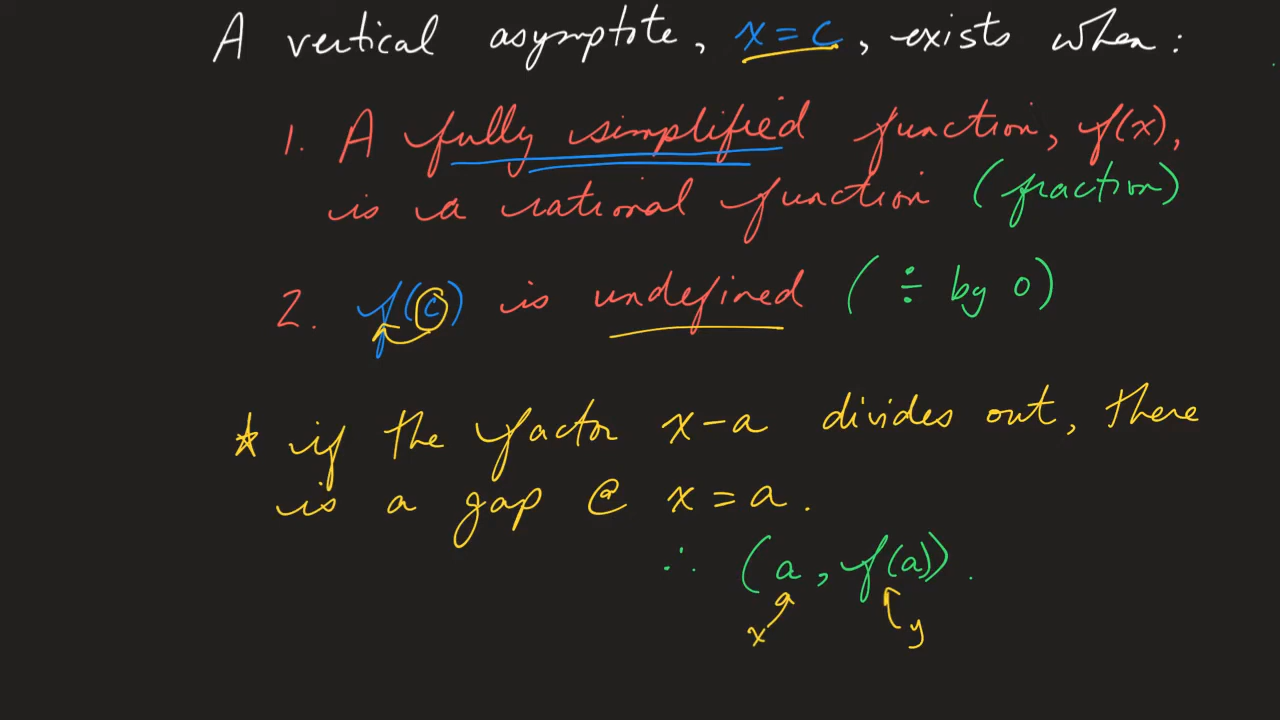 A vertical asymptote, x = c, exists when:
1. A fully simplified function, f(x),
is a rational function (fraction)
2. f(c) is undefined (÷ by 0)
* if the factor x-a divides out, there
is a gap @ x = a.
∴ (a, f(a)).
x y